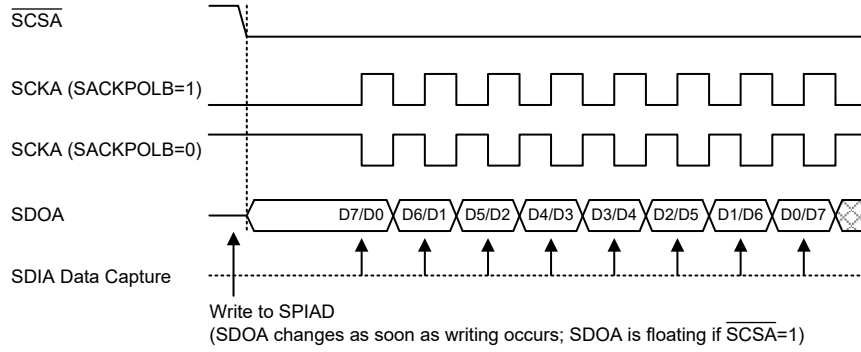 SCSA
SCKA (SACKPOLB=1)
SCKA (SACKPOLB=0)
SDOA
D7/D0 D6/D1 D5/D2 D4/D3 D3/D4 D2/D5 D1/D6 D0/D7
SDIA Data Capture
Write to SPIAD
(SDOA changes as soon as writing occurs; SDOA is floating if SCSA=1)